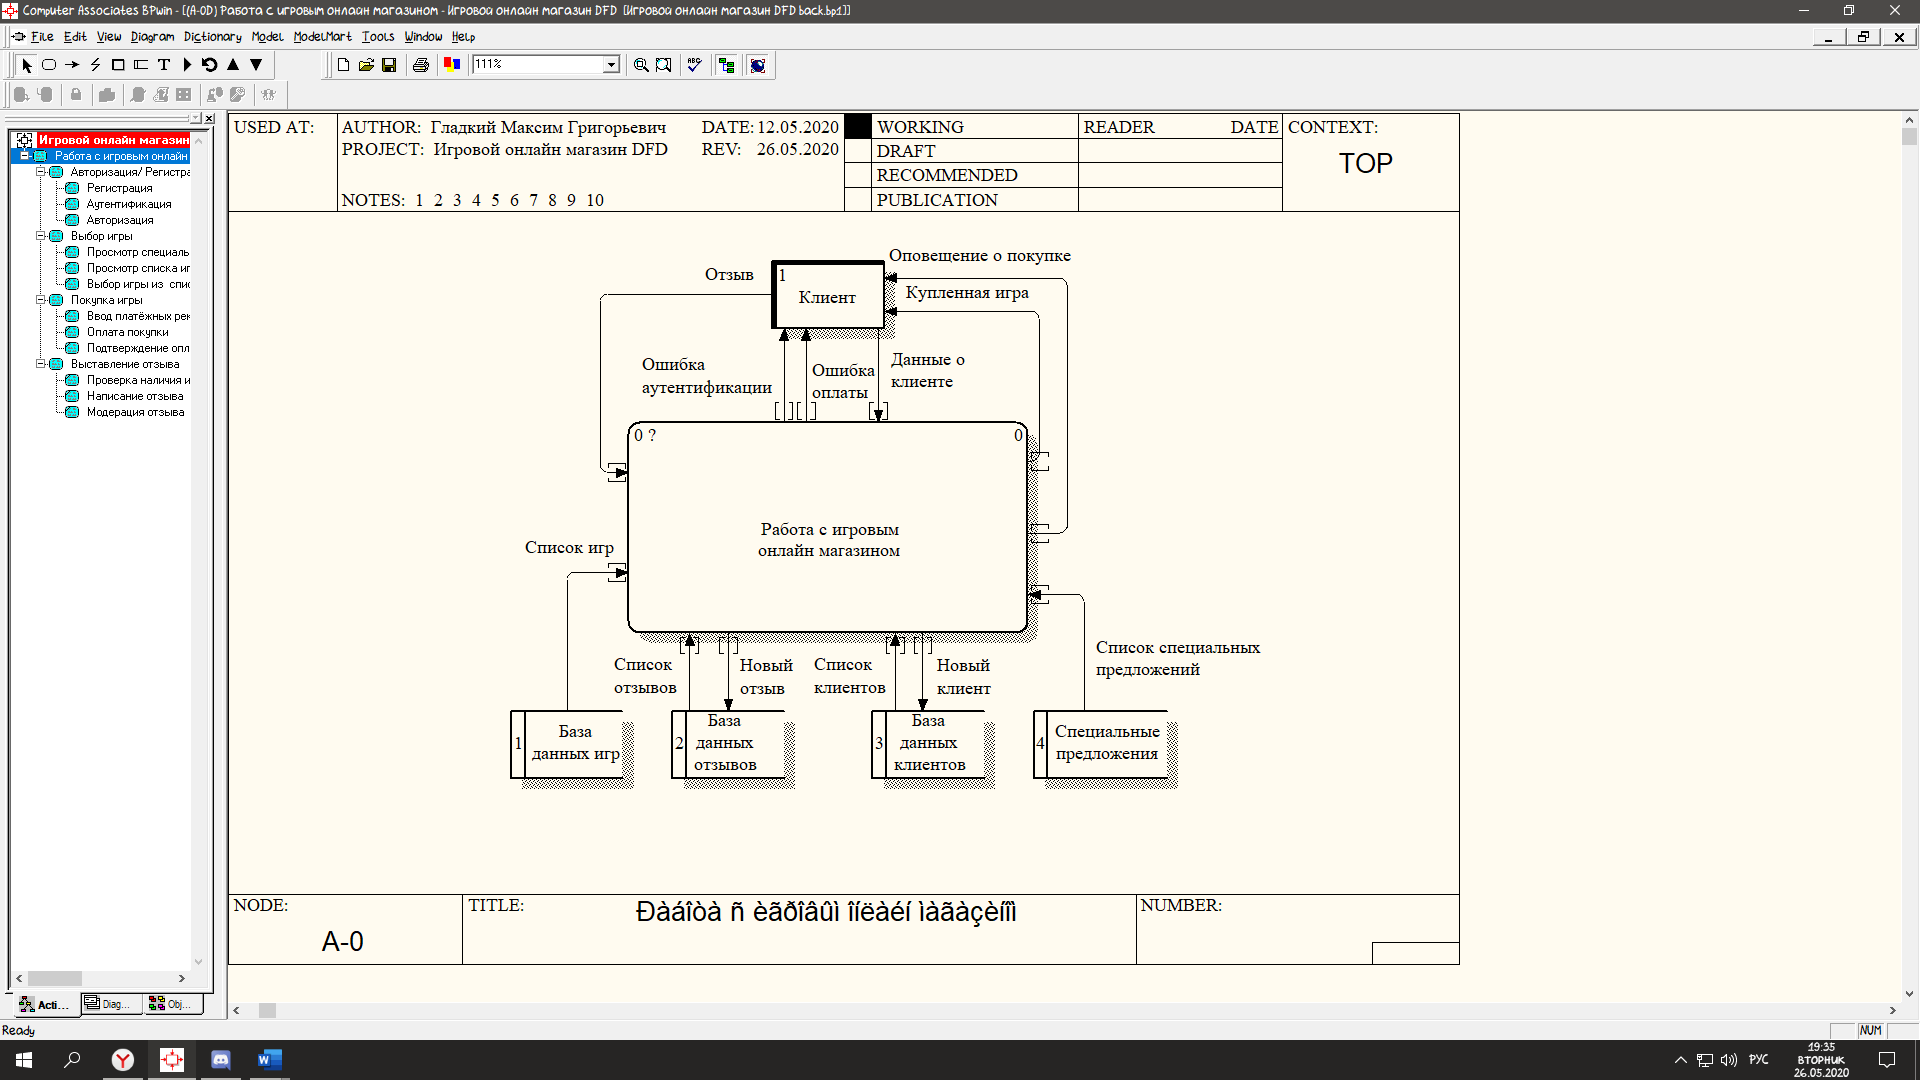 Computer Associates BPwin - [(A-0D) Работа с игровым онлайн магазином - Игровой онлайн магазин DFD [Игровой онлайн магазин DFD back.bp1]]
File Edit View Diagram Dictionary Model ModelMart Tools Window Help
111%
USED AT:
AUTHOR: Гладкий Максим Григорьевич
DATE: 12.05.2020
PROJECT: Игровой онлайн магазин DFD
REV: 26.05.2020
NOTES: 1 2 3 4 5 6 7 8 9 10
WORKING
DRAFT
RECOMMENDED
PUBLICATION
READER DATE
CONTEXT:
TOP
Игровой онлайн магазин
Работа с игровым онлайн
Авторизация/ Регистра
Регистрация
Аутентификация
Авторизация
Выбор игры
Просмотр специаль
Просмотр списка иг
Выбор игры из спис
Покупка игры
Ввод платёжных рек
Оплата покупки
Подтверждение опл
Выставление отзыва
Проверка наличия и
Написание отзыва
Модерация отзыва
Оповещение о покупке
Отзыв
1
Клиент
Купленная игра
Ошибка
аутентификации
Ошибка
оплаты
Данные о
клиенте
0 ?
0
Работа с игровым
онлайн магазином
Список игр
Список
отзывов
Новый
отзыв
Список
клиентов
Новый
клиент
Список специальных
предложений
1
База
данных игр
2
База
данных
отзывов
3
База
данных
клиентов
4
Специальные
предложения
NODE:
A-0
TITLE:
Ðàáîòà ñ èãðîâûì îíëàéí ìàãàçèíîì
NUMBER:
Acti...
Diag...
Obj...
Ready
NUM
РУС
19:35
вторник
26.05.2020